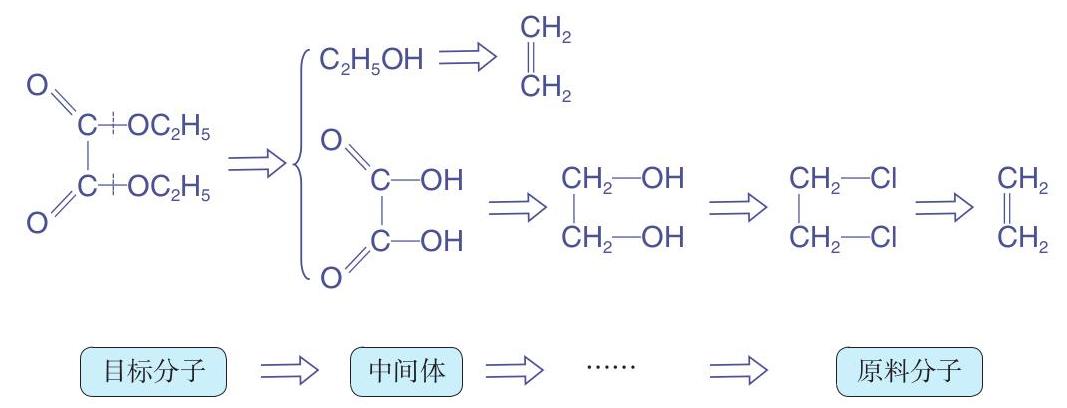 C₂H₅OH ⇒ CH₂
CH₂
O
C OC₂H₅
C OC₂H₅
O
O
C—OH
C—OH
O
CH₂—OH
CH₂—OH
CH₂—Cl
CH₂—Cl
CH₂
CH₂
目标分子 ⇒ 中间体 ⇒ …… ⇒ 原料分子